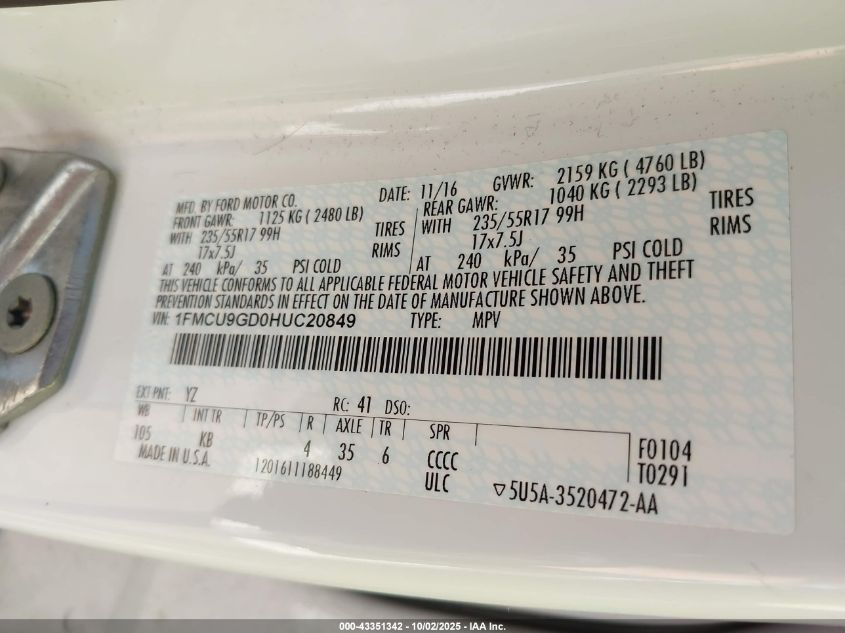 MFD. BY FORD MOTOR CO. DATE: 11/16 GVWR: 2159 KG ( 4760 LB)
FRONT GAWR: 1125 KG ( 2480 LB) REAR GAWR: 1040 KG ( 2293 LB)
WITH 235/55R17 99H TIRES WITH 235/55R17 99H TIRES
17x7.5J RIMS 17x7.5J RIMS
AT 240 kPa/ 35 PSI COLD AT 240 kPa/ 35 PSI COLD
THIS VEHICLE CONFORMS TO ALL APPLICABLE FEDERAL MOTOR VEHICLE SAFETY AND THEFT
PREVENTION STANDARDS IN EFFECT ON THE DATE OF MANUFACTURE SHOWN ABOVE.
VIN: 1FMCU9GD0HUC20849 TYPE: MPV
EXT PNT: YZ RC: 41 DSO:
WB INT TR TP/PS R AXLE TR SPR
105 KB 4 35 6 CCCC F0104
MADE IN U.S.A. 1201611188449 ULC T0291
5U5A-3520472-AA
000-43351342 - 10/02/2025 - IAA Inc.